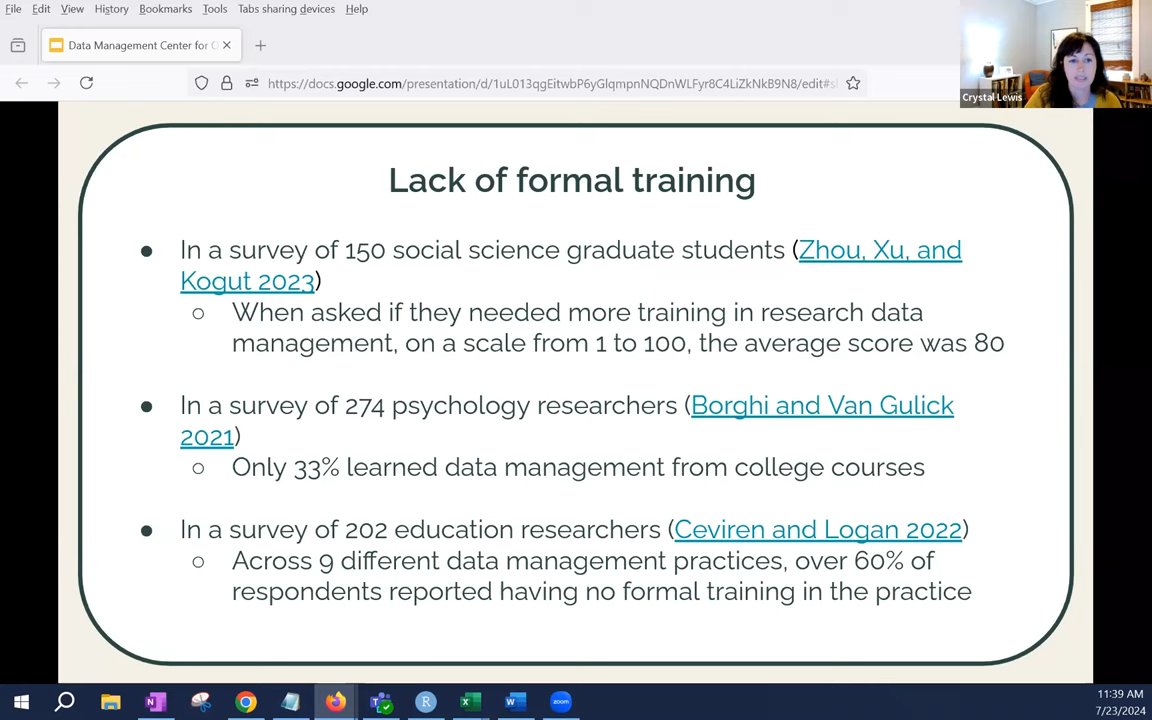 File Edit View History Bookmarks Tools Tabs sharing devices Help
Data Management Center for
https://docs.google.com/presentation/d/1uL013qgEitwbP6yGlqmpnNQDnWLFyr8C4LiZkNkB9N8/edit#
Crystal Lewis
Lack of formal training
● In a survey of 150 social science graduate students (Zhou, Xu, and
Kogut 2023)
○ When asked if they needed more training in research data
management, on a scale from 1 to 100, the average score was 80
● In a survey of 274 psychology researchers (Borghi and Van Gulick
2021)
○ Only 33% learned data management from college courses
● In a survey of 202 education researchers (Ceviren and Logan 2022)
○ Across 9 different data management practices, over 60% of
respondents reported having no formal training in the practice
zoom
11:39 AM
7/23/2024